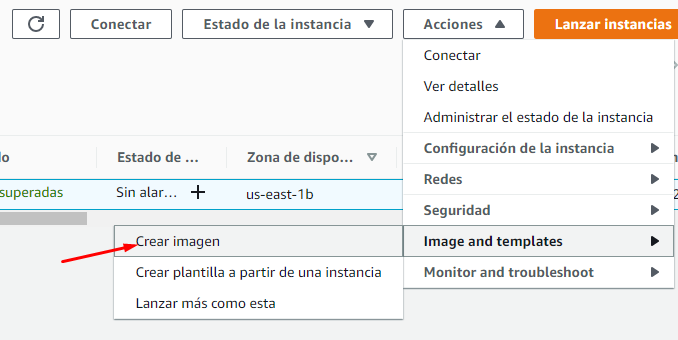 Conectar
Estado de la instancia
Acciones
Lanzar instancias
Conectar
Ver detalles
Administrar el estado de la instancia
do
Estado de ...
Zona de dispo...
Configuración de la instancia
superadas
Sin alar...
us-east-1b
Redes
Seguridad
Crear imagen
Image and templates
Crear plantilla a partir de una instancia
Monitor and troubleshoot
Lanzar más como esta